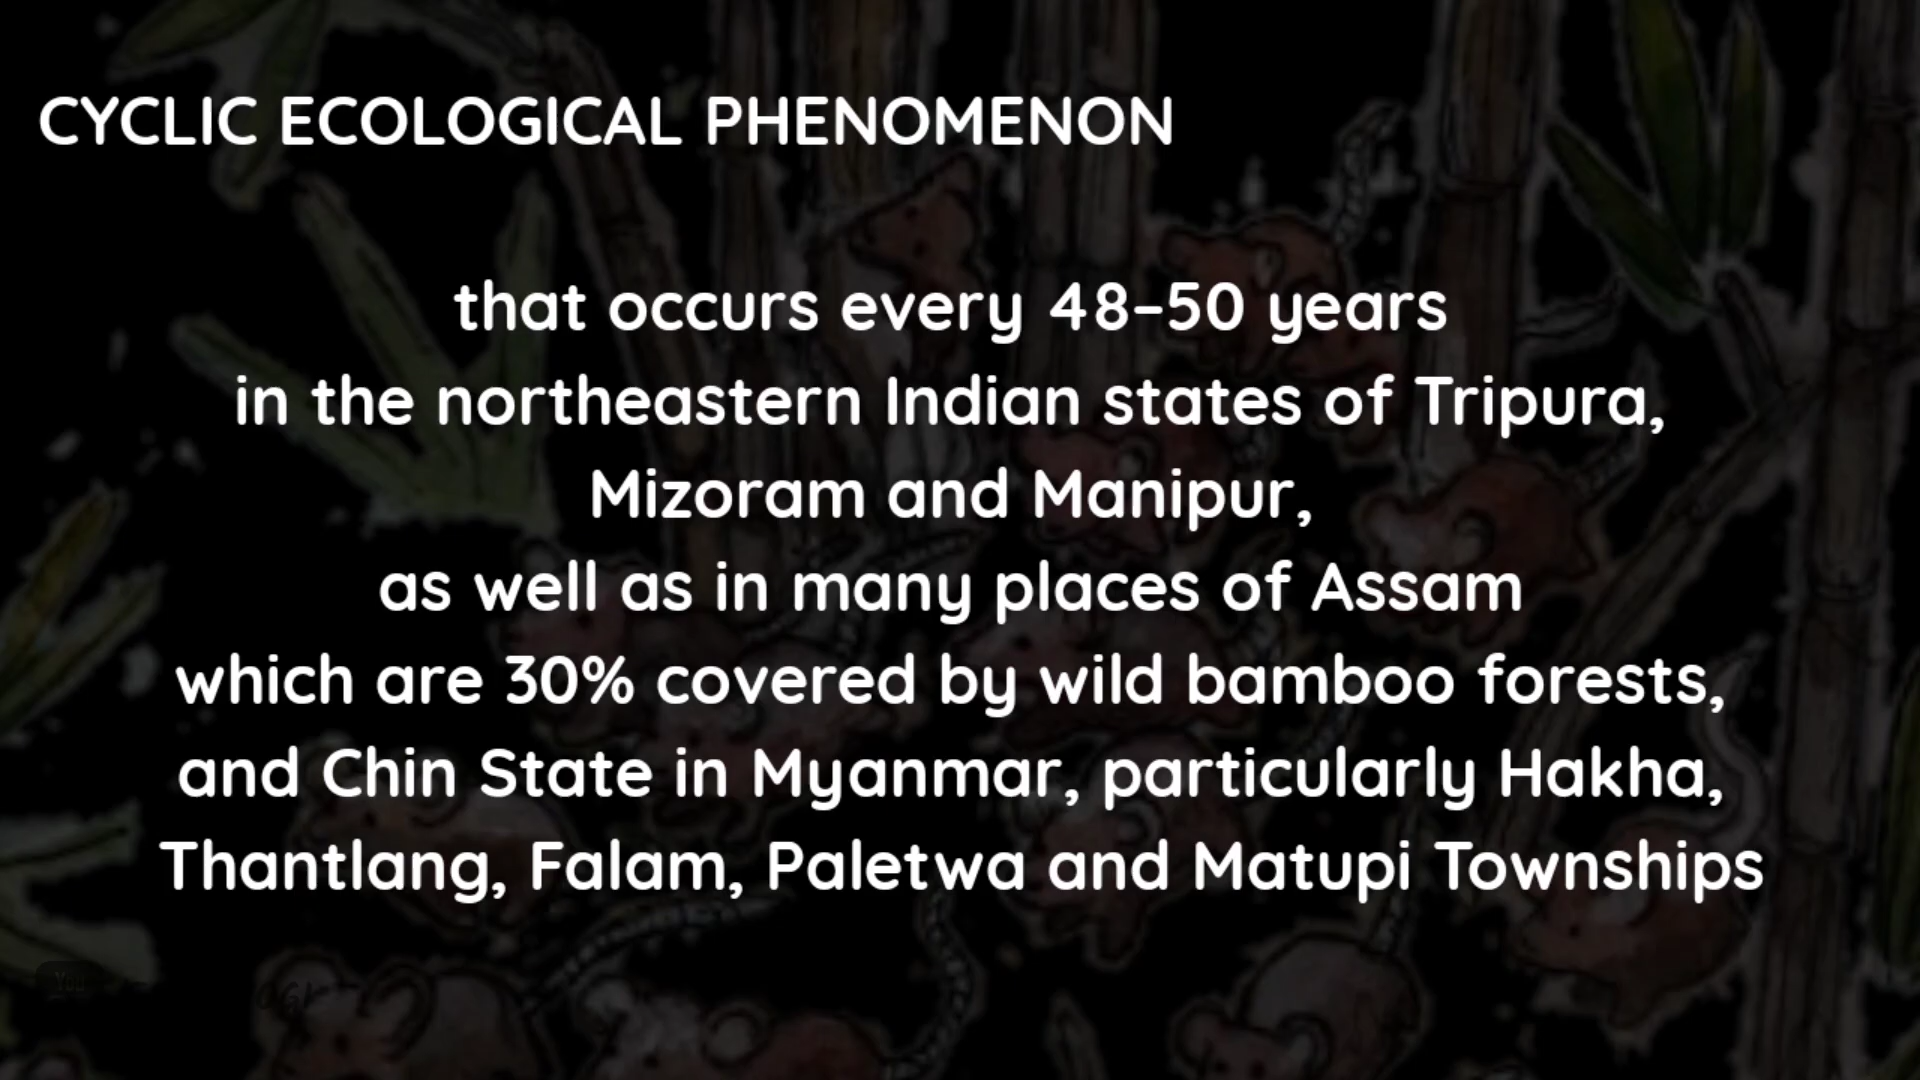 CYCLIC ECOLOGICAL PHENOMENON
that occurs every 48–50 years
in the northeastern Indian states of Tripura,
Mizoram and Manipur,
as well as in many places of Assam
which are 30% covered by wild bamboo forests,
and Chin State in Myanmar, particularly Hakha,
Thantlang, Falam, Paletwa and Matupi Townships